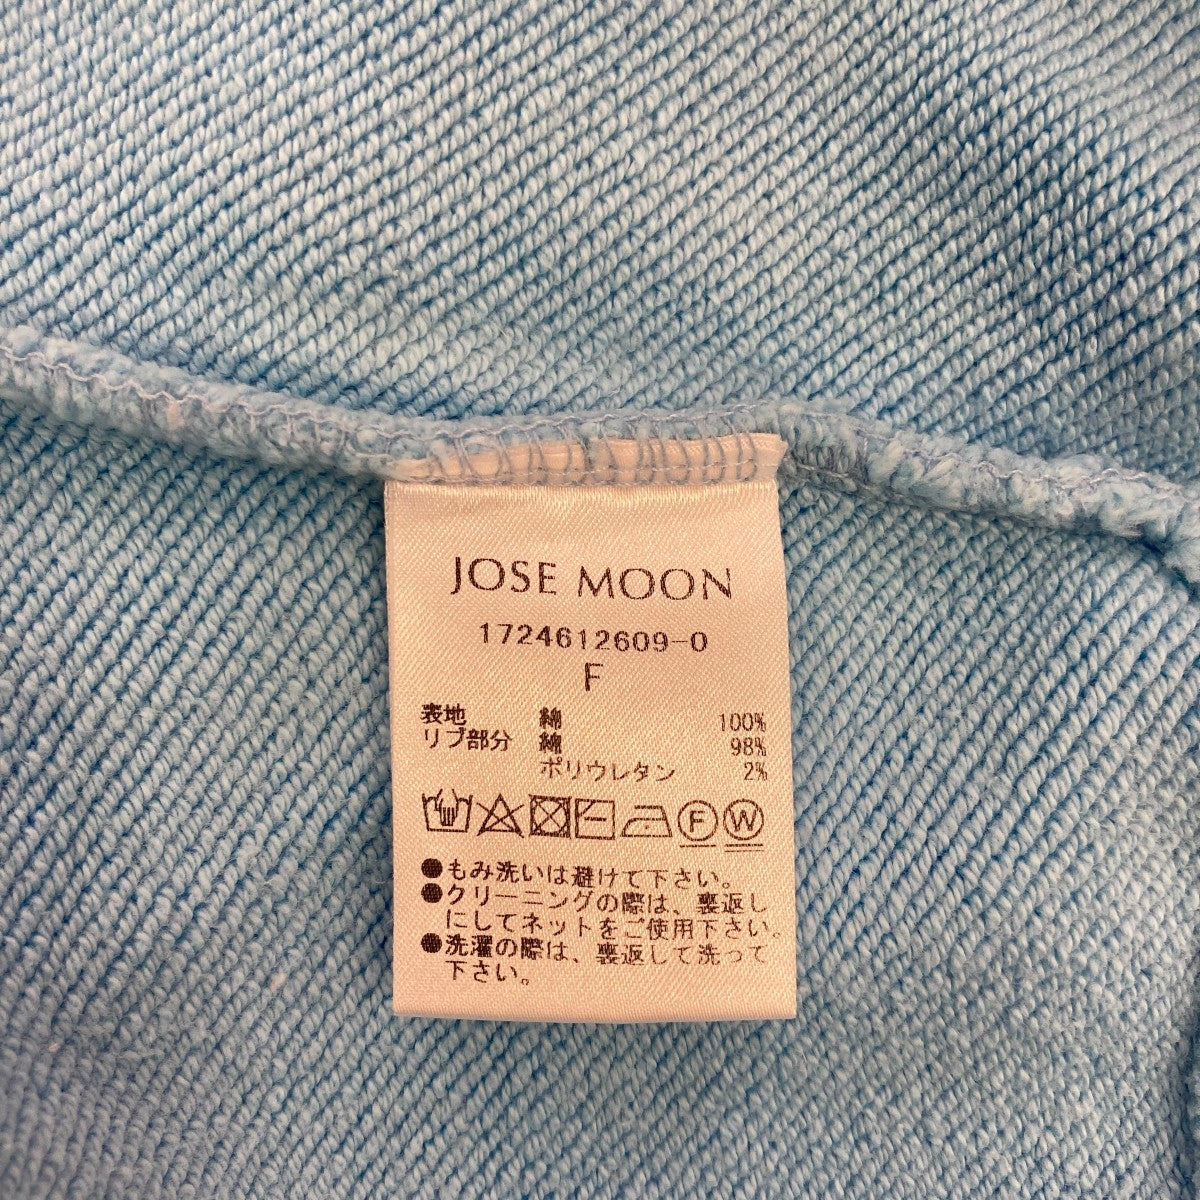 JOSE MOON
1724612609-0
F
表地 綿 100%
リブ部分 綿 98%
ポリウレタン 2%
F W
●もみ洗いは避けて下さい。
●クリーニングの際は、裏返し
にしてネットをご使用下さい。
●洗濯の際は、裏返して洗って
下さい。